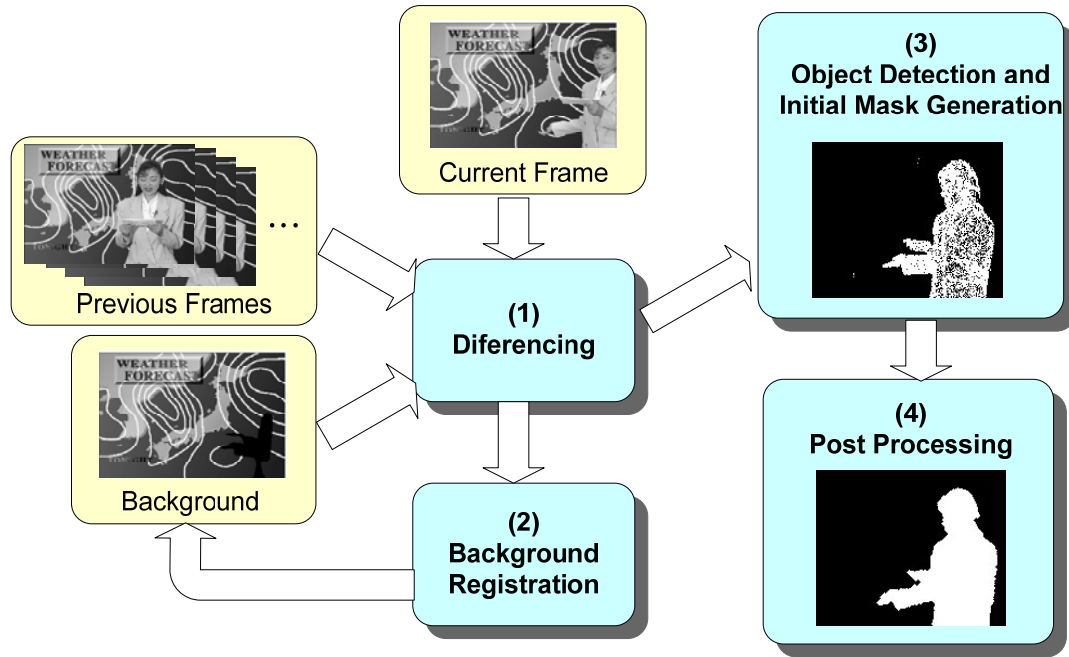 WEATHER
FORECAST
Current Frame
WEATHER
FORECAST
...
Previous Frames
WEATHER
FORECAST
Background
(1)
Diferencing
(2)
Background
Registration
(3)
Object Detection and
Initial Mask Generation
(4)
Post Processing